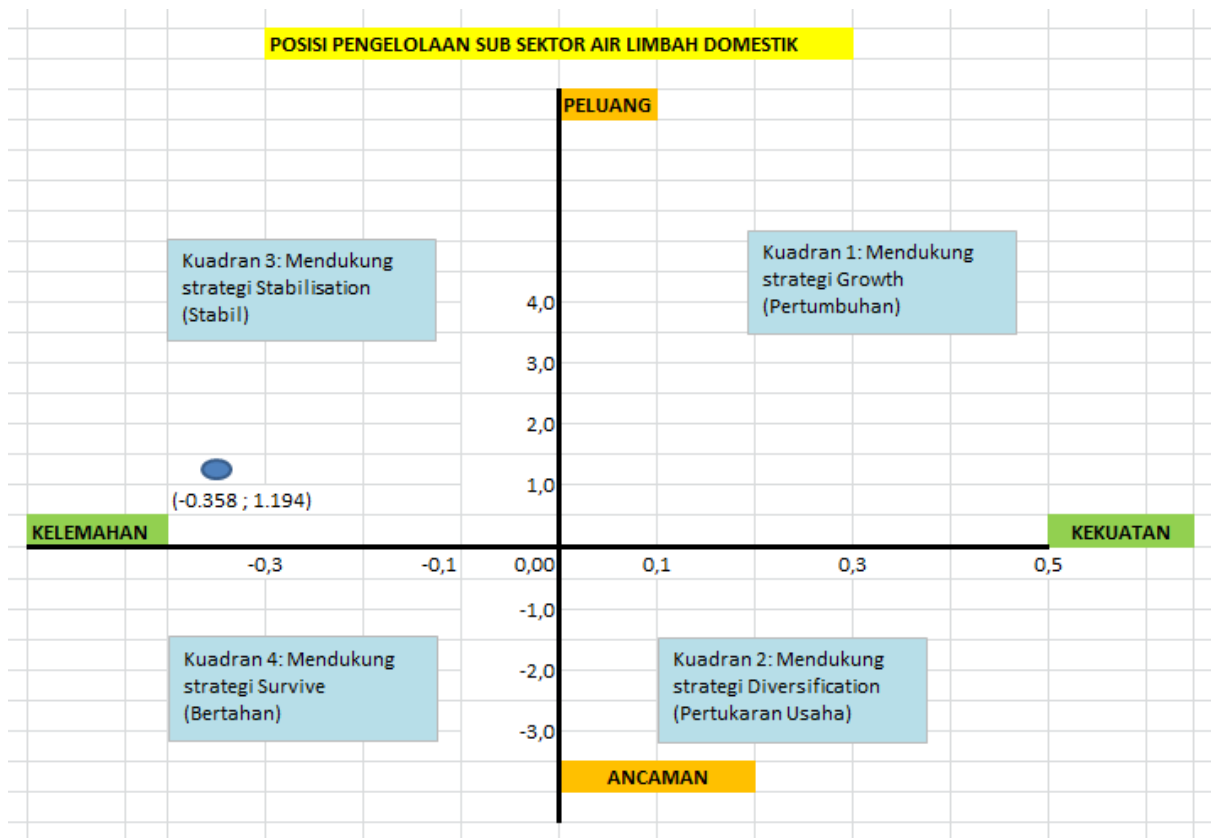 POSISI PENGELOLAAN SUB SEKTOR AIR LIMBAH DOMESTIK
PELUANG
Kuadran 3: Mendukung
strategi Stabilisation
(Stabil)
Kuadran 1: Mendukung
strategi Growth
(Pertumbuhan)
4,0
3,0
2,0
1,0
(-0.358 ; 1.194)
KELEMAHAN
KEKUATAN
-0,3
-0,1
0,00
0,1
0,3
0,5
-1,0
-2,0
-3,0
Kuadran 4: Mendukung
strategi Survive
(Bertahan)
Kuadran 2: Mendukung
strategi Diversification
(Pertukaran Usaha)
ANCAMAN